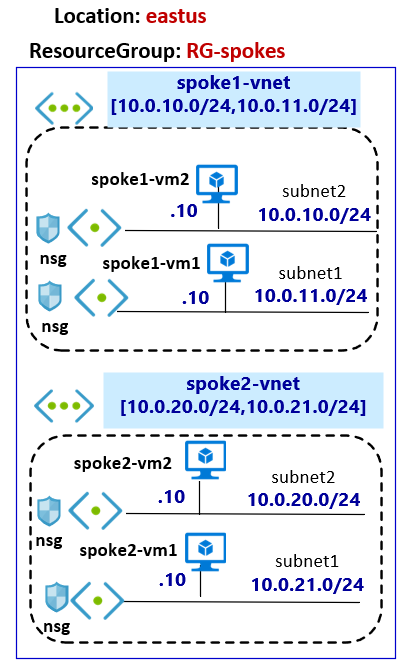 Location: eastus
ResourceGroup: RG-spokes
spoke1-vnet
[10.0.10.0/24,10.0.11.0/24]
spoke1-vm2
subnet2
.10
10.0.10.0/24
nsg
spoke1-vm1
subnet1
.10
10.0.11.0/24
nsg
spoke2-vnet
[10.0.20.0/24,10.0.21.0/24]
spoke2-vm2
subnet2
.10
10.0.20.0/24
nsg
spoke2-vm1
subnet1
.10
10.0.21.0/24
nsg